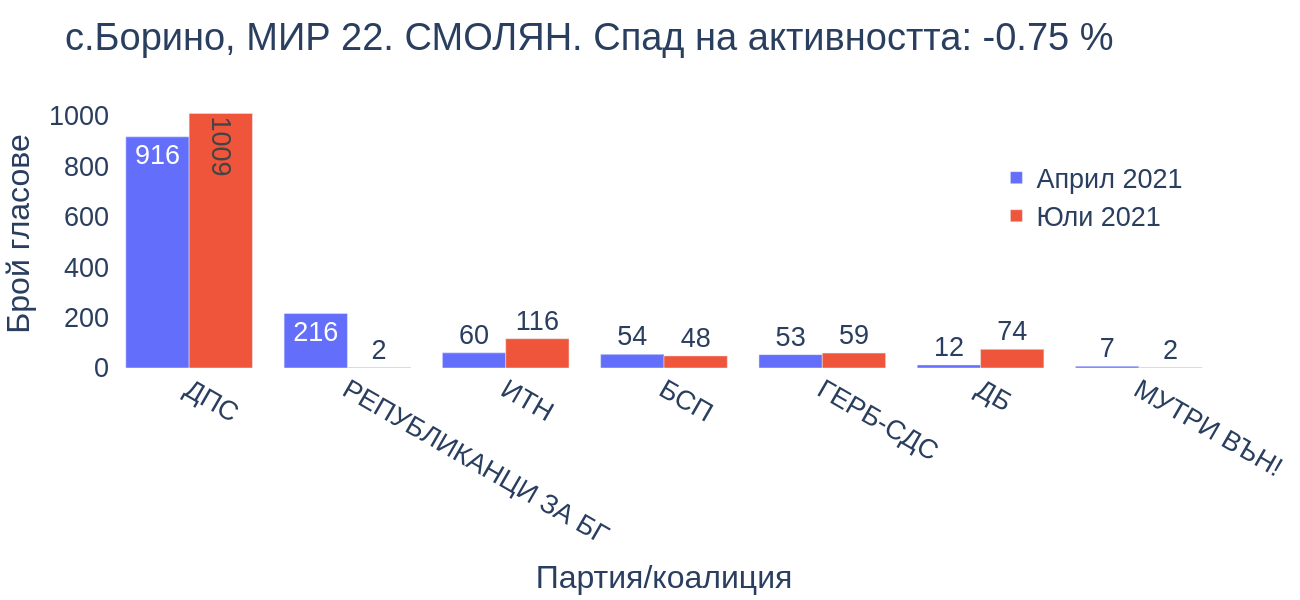 с.Борино, МИР 22. СМОЛЯН. Спад на активността: -0.75 %
Брой гласове
1000
800
600
400
200
0
916
1009
216
2
60
116
54
48
53
59
12
74
7
2
Април 2021
Юли 2021
ДПС
РЕПУБЛИКАНЦИ ЗА БГ
ИТН
БСП
ГЕРБ-СДС
ДБ
МУТРИ ВЪН!
Партия/коалиция